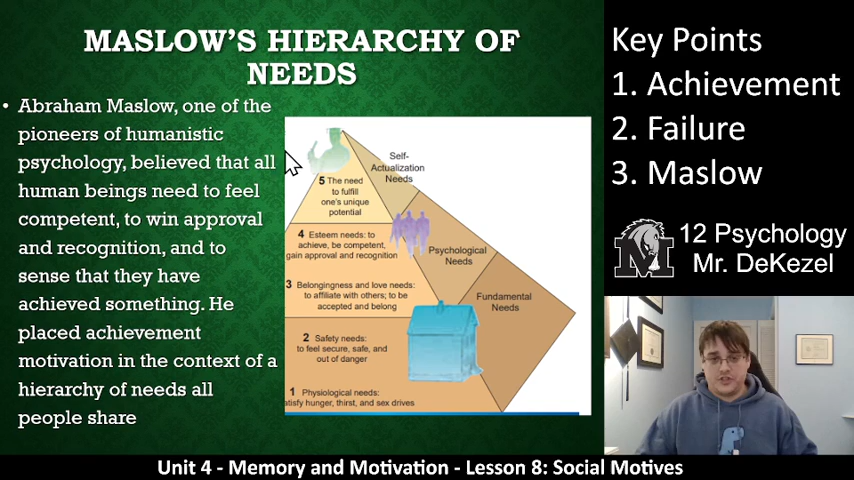 MASLOW'S HIERARCHY OF
NEEDS
• Abraham Maslow, one of the
pioneers of humanistic
psychology, believed that all
human beings need to feel
competent, to win approval
and recognition, and to
sense that they have
achieved something. He
placed achievement
motivation in the context of a
hierarchy of needs all
people share
Self-
Actualization
Needs
5 The need
to fulfill
one's unique
potential
4 Esteem needs: to
achieve, be competent,
gain approval and recognition
Psychological
Needs
3 Belongingness and love needs:
to affiliate with others; to be
accepted and belong
Fundamental
Needs
2 Safety needs:
to feel secure, safe, and
out of danger
1 Physiological needs:
satisfy hunger, thirst, and sex drives
Key Points
1. Achievement
2. Failure
3. Maslow
M
12 Psychology
Mr. DeKezel
Unit 4 - Memory and Motivation - Lesson 8: Social Motives